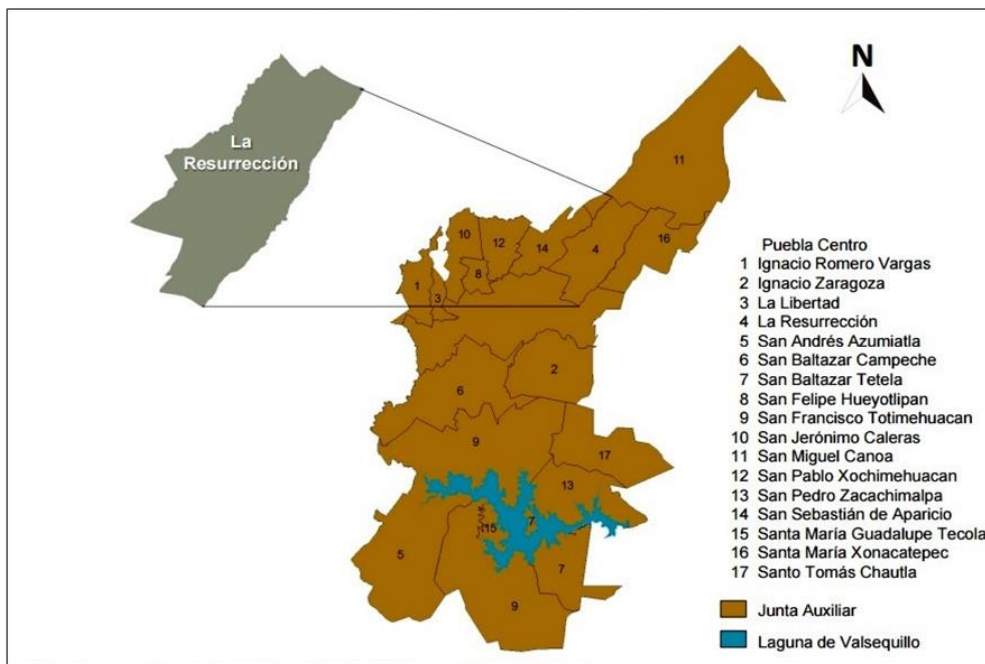 N
La
Resurrección
11
10
12
14
4
16
8
1
3
2
6
9
17
13
15
7
5
7
9
Puebla Centro
1 Ignacio Romero Vargas
2 Ignacio Zaragoza
3 La Libertad
4 La Resurrección
5 San Andrés Azumiatla
6 San Baltazar Campeche
7 San Baltazar Tetela
8 San Felipe Hueyotlipan
9 San Francisco Totimehuacan
10 San Jerónimo Caleras
11 San Miguel Canoa
12 San Pablo Xochimehuacan
13 San Pedro Zacachimalpa
14 San Sebastián de Aparicio
15 Santa María Guadalupe Tecola
16 Santa María Xonacatepec
17 Santo Tomás Chautla
Junta Auxiliar
Laguna de Valsequillo